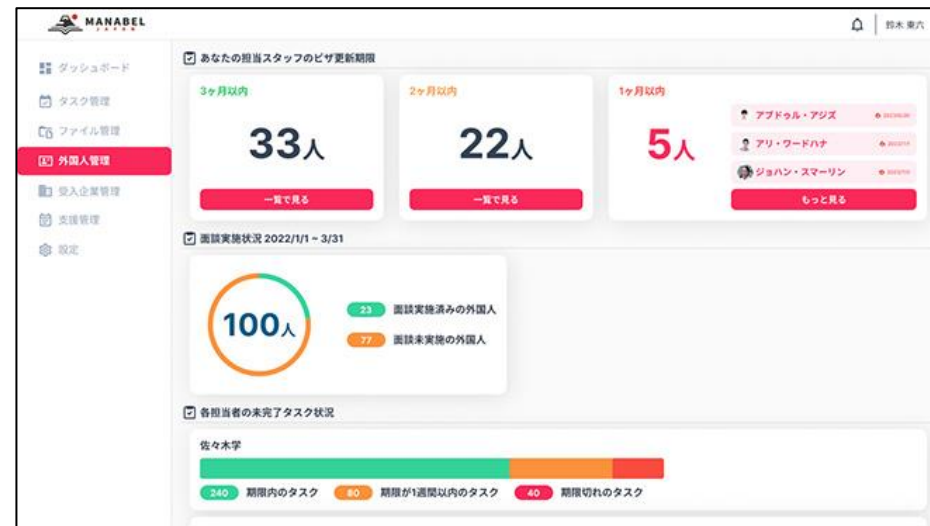 MANABEL
JAPAN
鈴木 東六
ダッシュボード
タスク管理
ファイル管理
外国人管理
受入企業管理
支援管理
設定
あなたの担当スタッフのビザ更新期限
3ヶ月以内
33人
一覧で見る
2ヶ月以内
22人
一覧で見る
1ヶ月以内
5人
アブドゥル・アジズ
アリ・ワードハナ
ジョハン・スマーリン
もっと見る
面談実施状況 2022/1/1 ~ 3/31
100人
23 面談実施済みの外国人
77 面談未実施の外国人
各担当者の未完了タスク状況
佐々木学
240 期限内のタスク 80 期限が1週間以内のタスク 40 期限切れのタスク